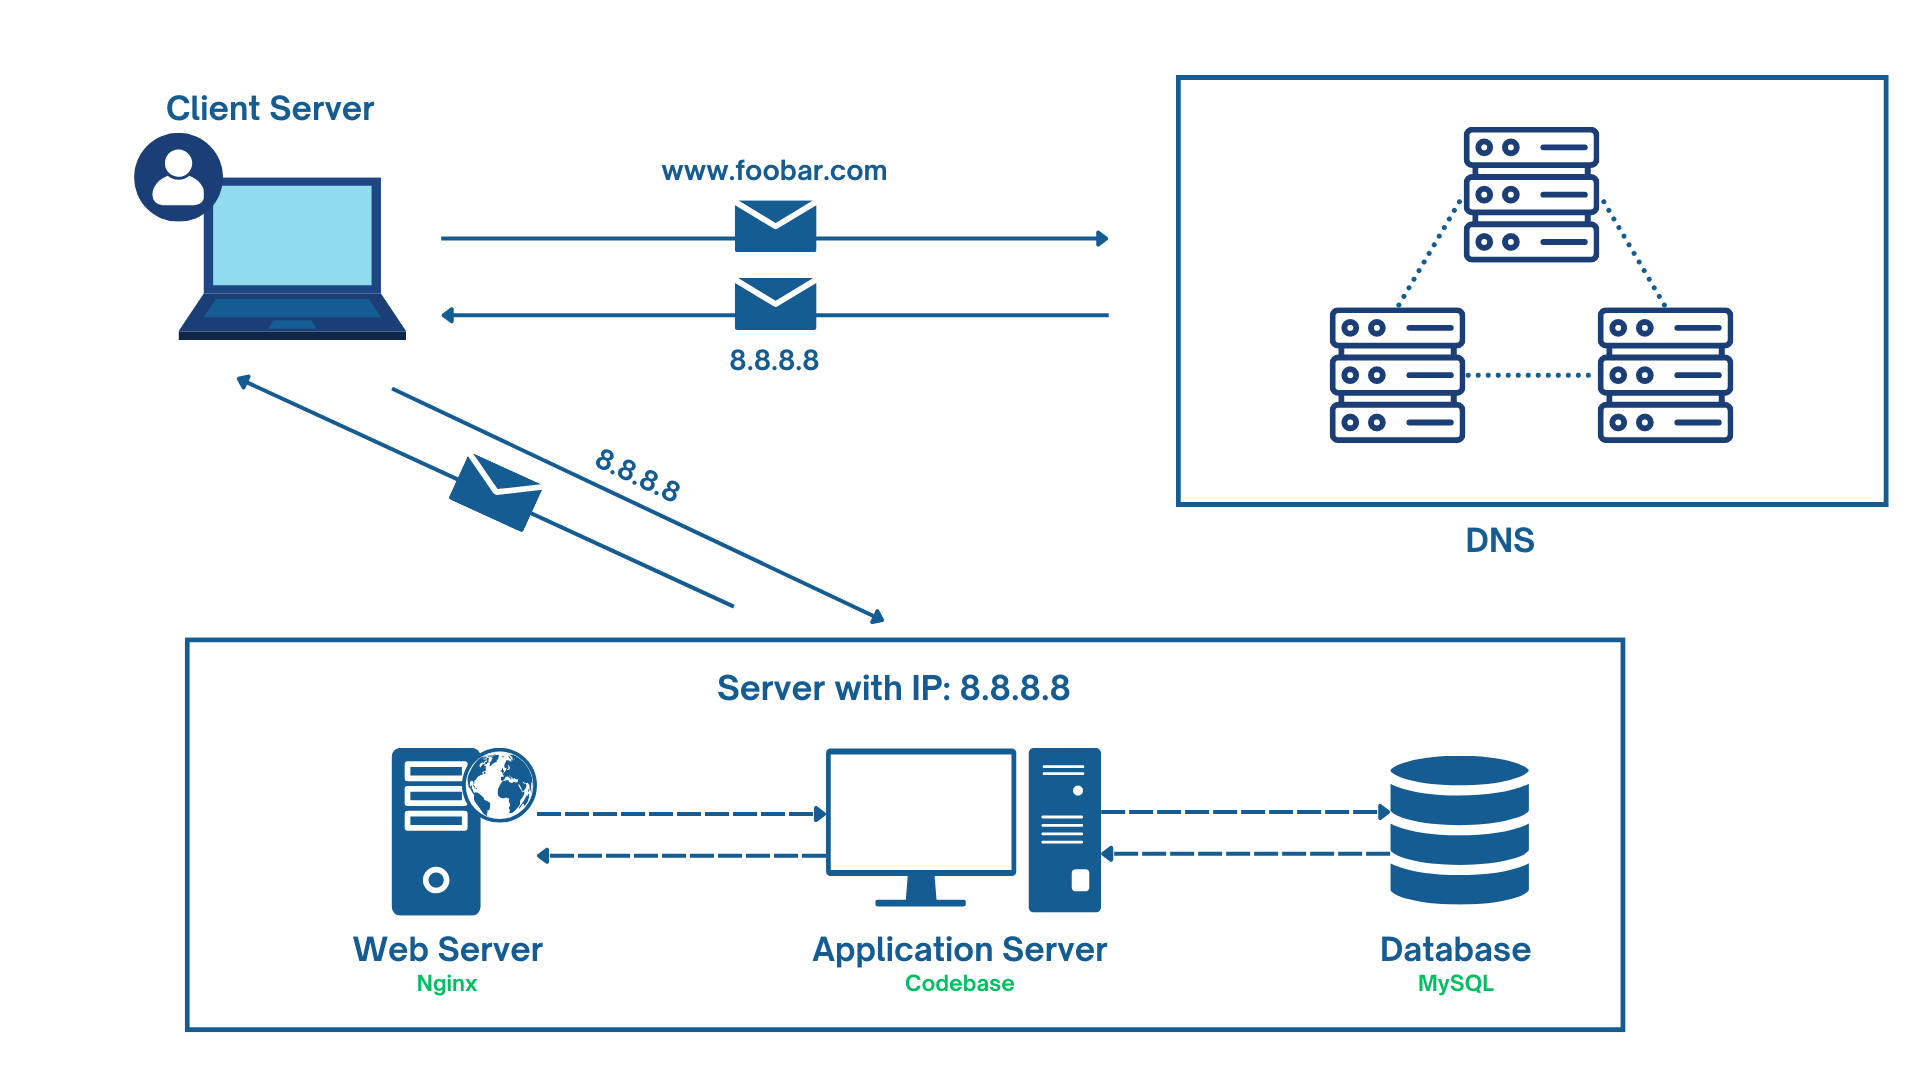 Client Server
www.foobar.com
8.8.8.8
8.8.8.8
DNS
Server with IP: 8.8.8.8
Web Server
Nginx
Application Server
Codebase
Database
MySQL